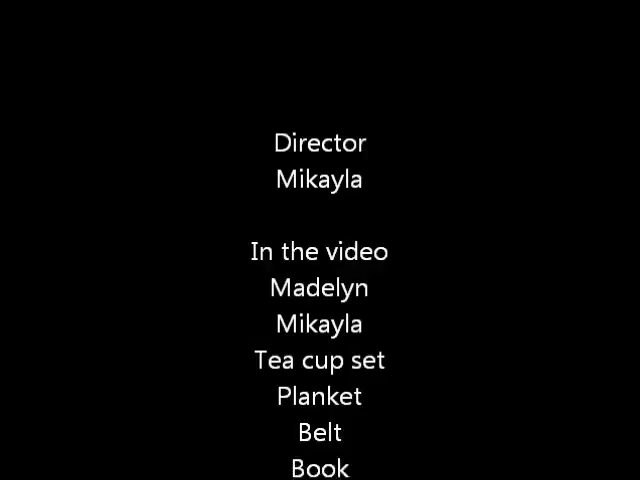 Director
Mikayla
In the video
Madelyn
Mikayla
Tea cup set
Planket
Belt
Book